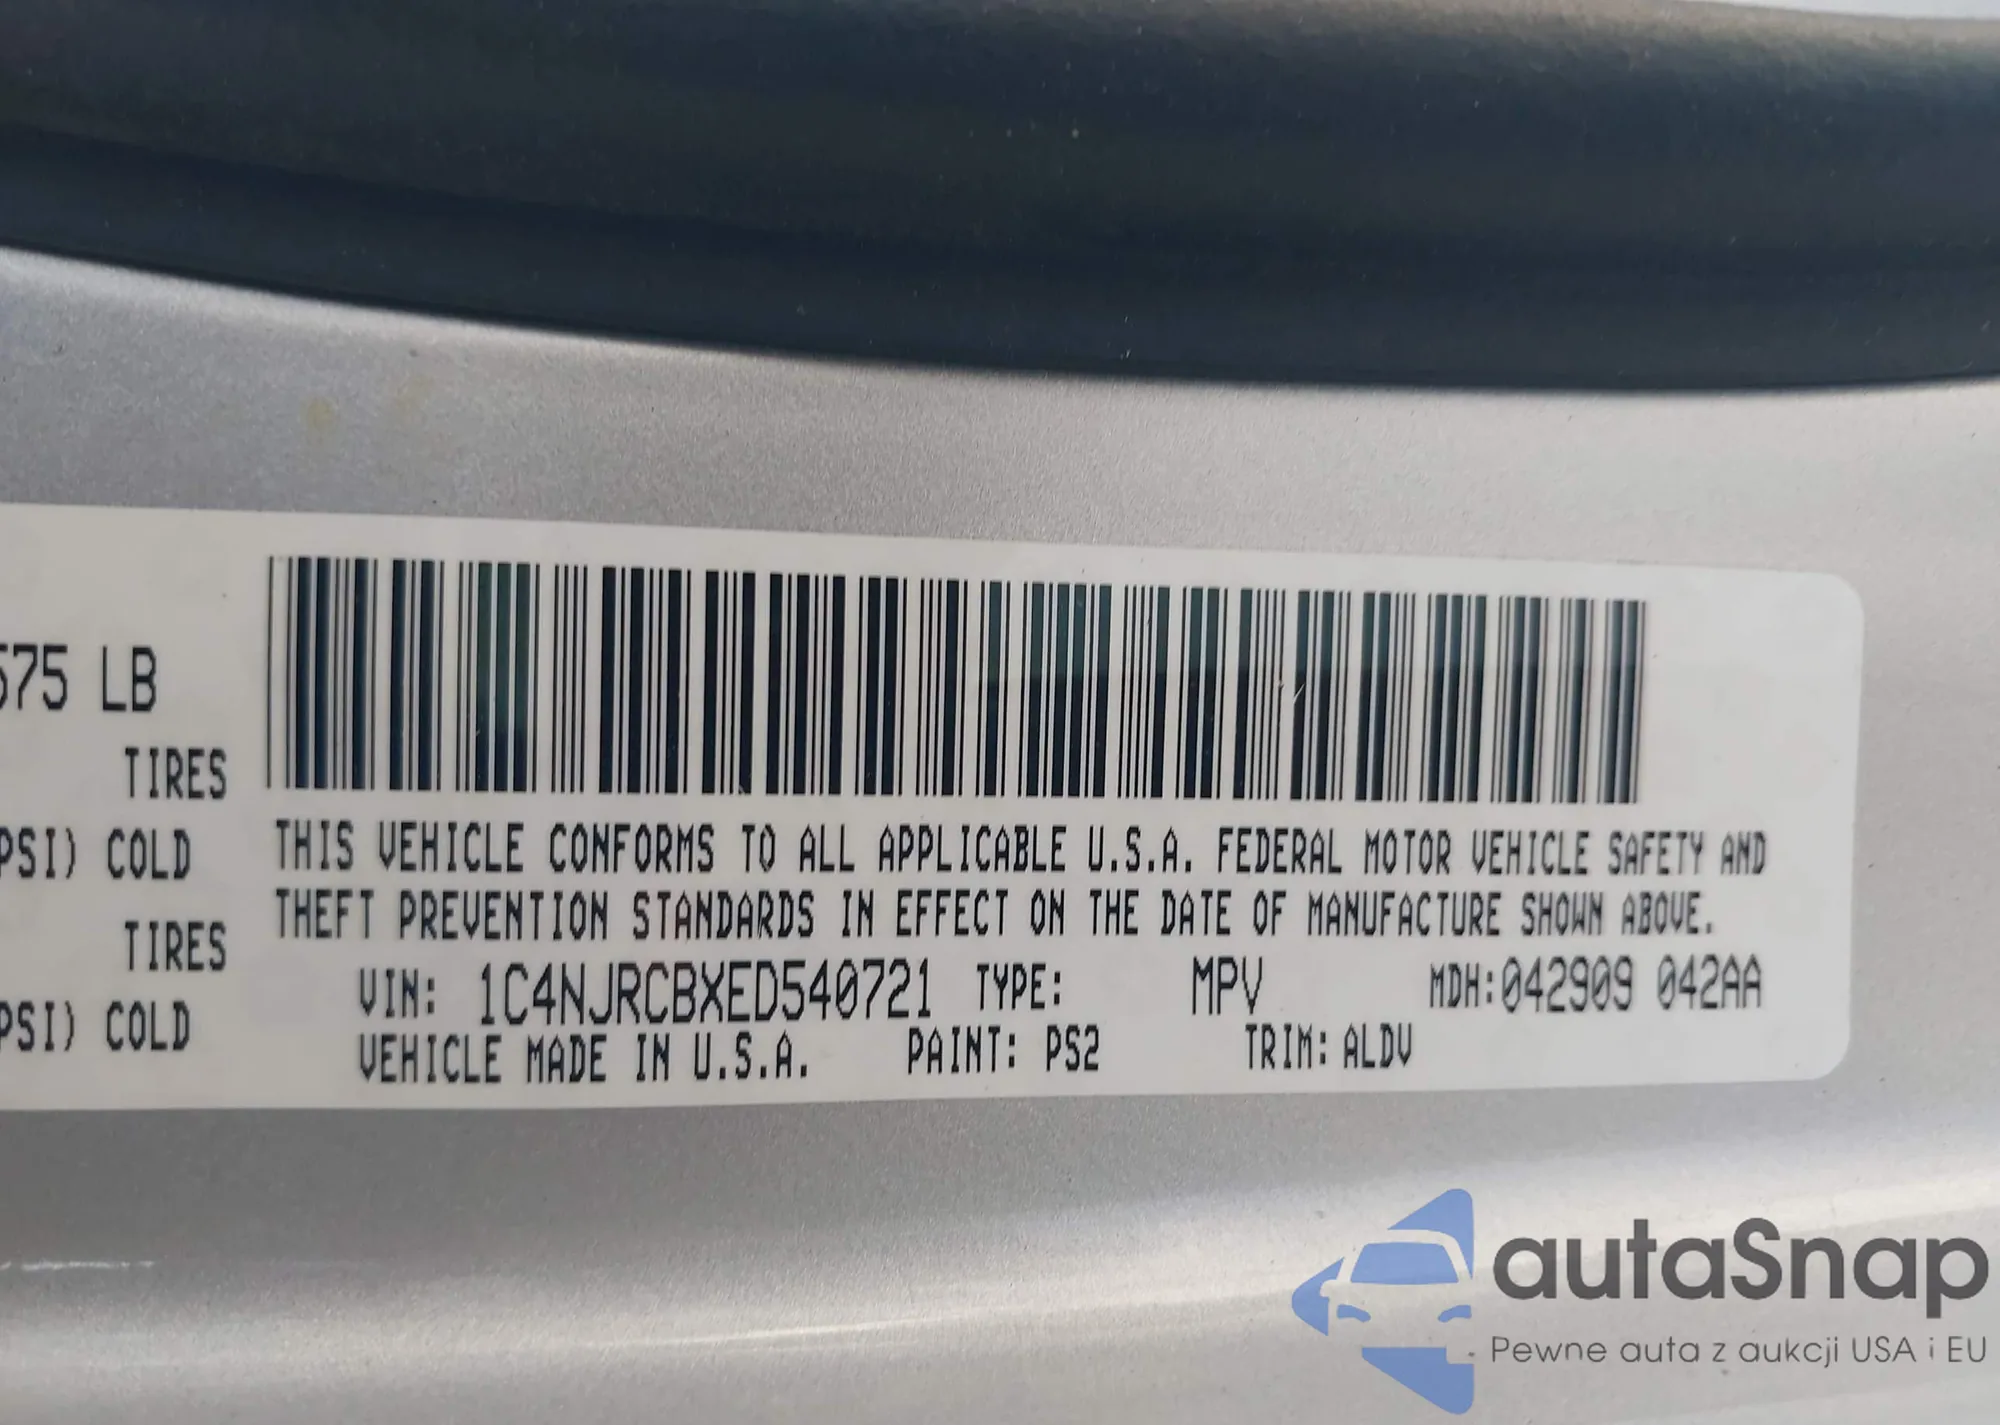 575 LB
TIRES
PSI) COLD
TIRES
PSI) COLD
THIS VEHICLE CONFORMS TO ALL APPLICABLE U.S.A. FEDERAL MOTOR VEHICLE SAFETY AND
THEFT PREVENTION STANDARDS IN EFFECT ON THE DATE OF MANUFACTURE SHOWN ABOVE.
VIN: 1C4NJRCBXED540721 TYPE: MPV MDH:042909 042AA
VEHICLE MADE IN U.S.A. PAINT: PS2 TRIM: ALDV
autaSnap
Pewne auta z aukcji USA i EU